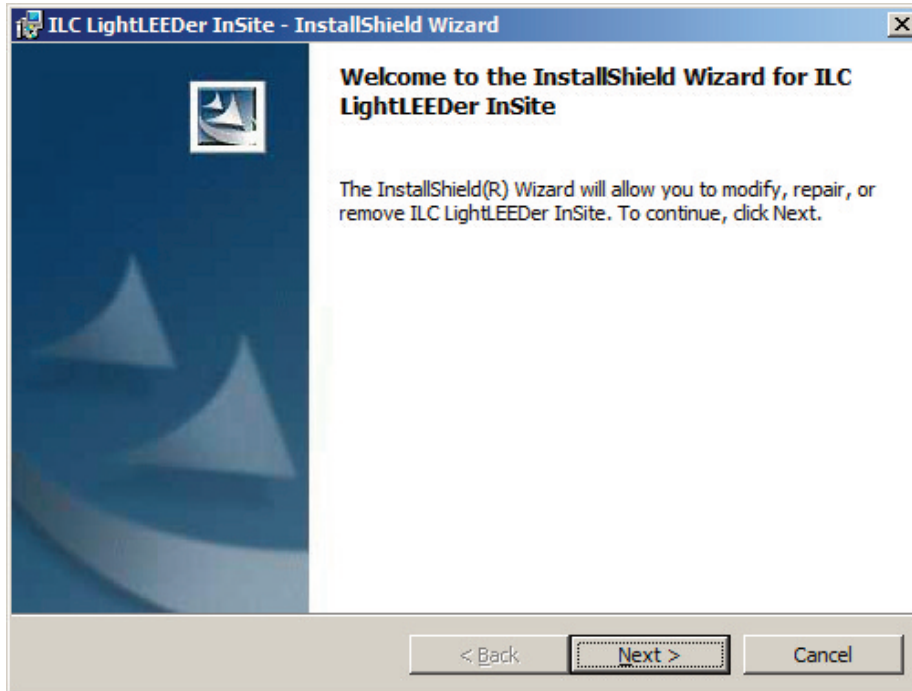 ILC LightLEEDer InSite - InstallShield Wizard
Welcome to the InstallShield Wizard for ILC
LightLEEDer InSite
The InstallShield(R) Wizard will allow you to modify, repair, or
remove ILC LightLEEDer InSite. To continue, click Next.
< Back Next > Cancel